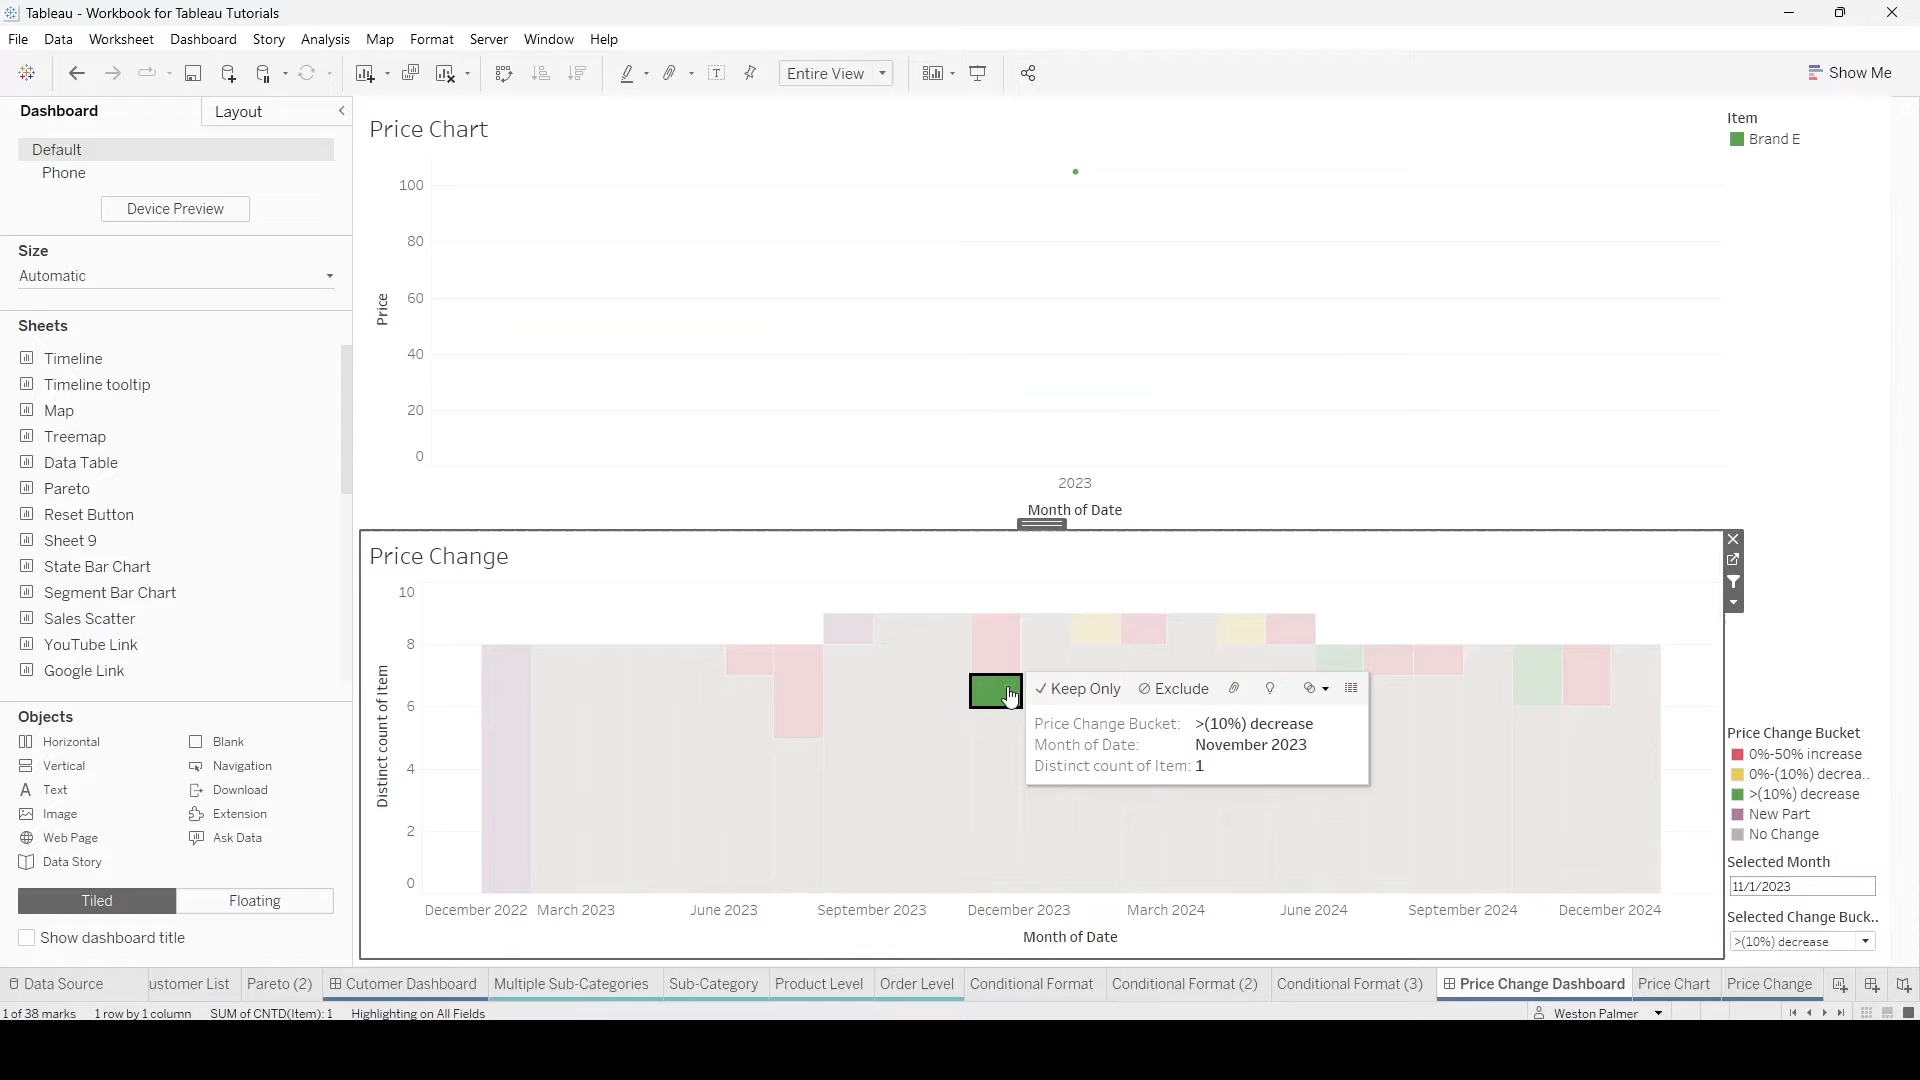 Tableau - Workbook for Tableau Tutorials
File Data Worksheet Dashboard Story Analysis Map Format Server Window Help
Entire View
Show Me
Dashboard
Layout
Default
Phone
Device Preview
Size
Automatic
Sheets
Timeline
Timeline tooltip
Map
Treemap
Data Table
Pareto
Reset Button
Sheet 9
State Bar Chart
Segment Bar Chart
Sales Scatter
YouTube Link
Google Link
Objects
Horizontal Blank
Vertical Navigation
Text Download
Image Extension
Web Page Ask Data
Data Story
Tiled Floating
Show dashboard title
Price Chart
100
80
60
40
20
0
Price
2023
Month of Date
Item
Brand E
Price Change
10
8
6
4
2
0
Distinct count of Item
Keep Only Exclude
Price Change Bucket: >(10%) decrease
Month of Date: November 2023
Distinct count of Item: 1
December 2022 March 2023 June 2023 September 2023 December 2023 March 2024 June 2024 September 2024 December 2024
Month of Date
Price Change Bucket
0%-50% increase
0%-(10%) decrea..
>(10%) decrease
New Part
No Change
Selected Month
11/1/2023
Selected Change Buck..
>(10%) decrease
Data Source ustomer List Pareto (2) Cutomer Dashboard Multiple Sub-Categories Sub-Category Product Level Order Level Conditional Format Conditional Format (2) Conditional Format (3) Price Change Dashboard Price Chart Price Change
1 of 38 marks 1 row by 1 column SUM of CNTD(Item): 1 Highlighting on All Fields Weston Palmer